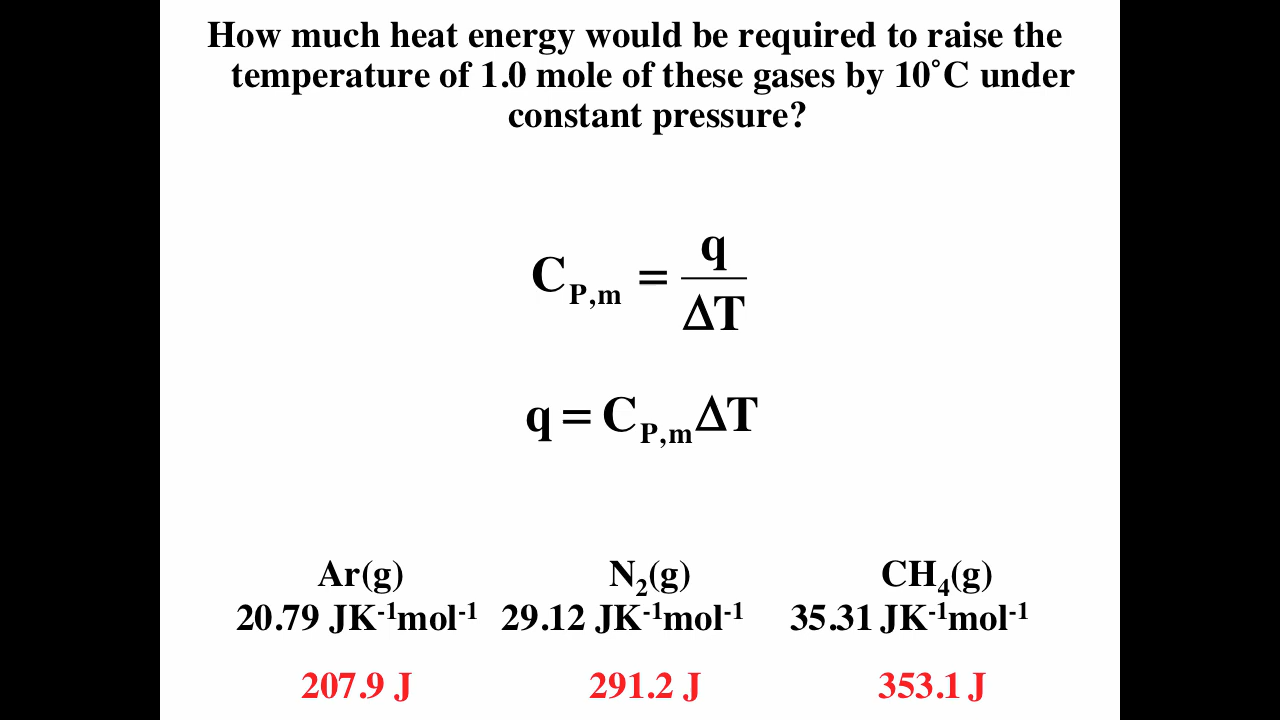 How much heat energy would be required to raise the
temperature of 1.0 mole of these gases by 10˚C under
constant pressure?
C_P,m = q/ΔT
q = C_P,m ΔT
Ar(g) N₂(g) CH₄(g)
20.79 JK⁻¹mol⁻¹ 29.12 JK⁻¹mol⁻¹ 35.31 JK⁻¹mol⁻¹
207.9 J 291.2 J 353.1 J